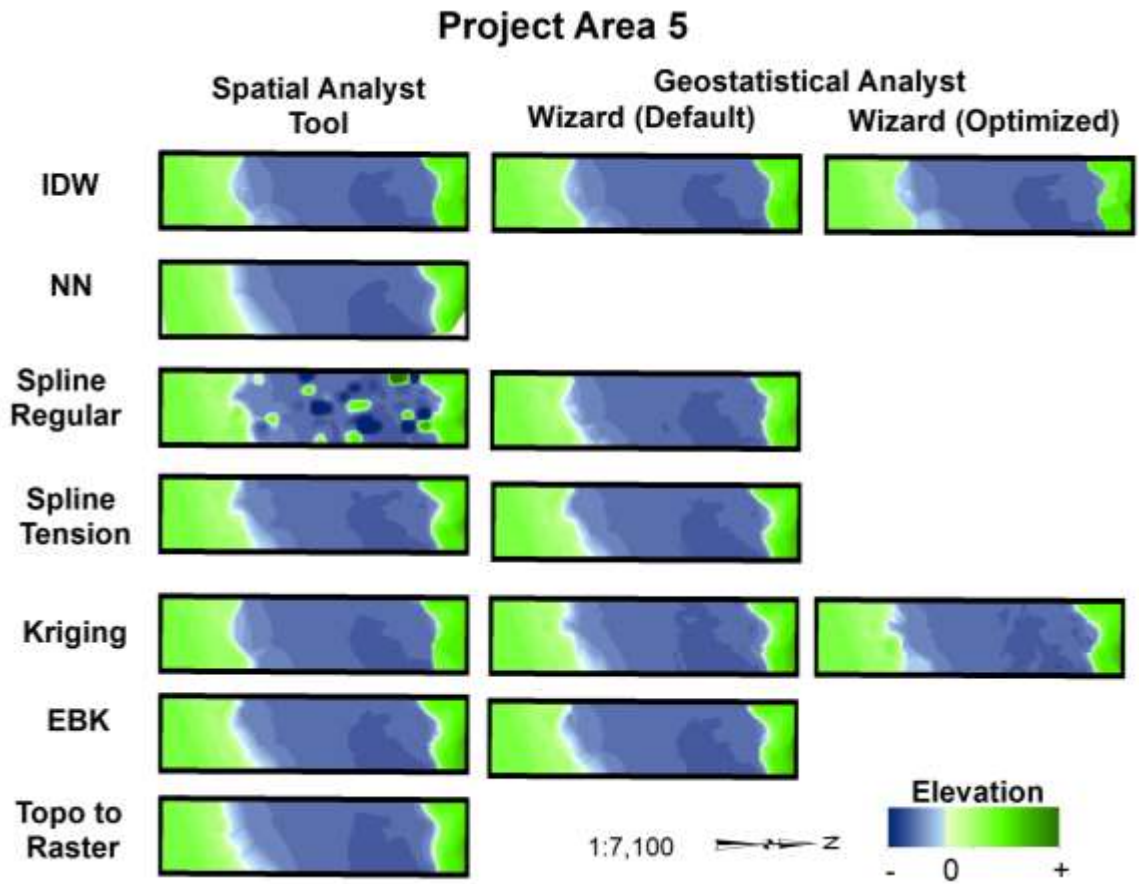 Project Area 5
Spatial Analyst
Tool
Geostatistical Analyst
Wizard (Default)
Wizard (Optimized)
IDW
NN
Spline
Regular
Spline
Tension
Kriging
EBK
Topo to
Raster
1:7,100
Z
Elevation
- 0 +